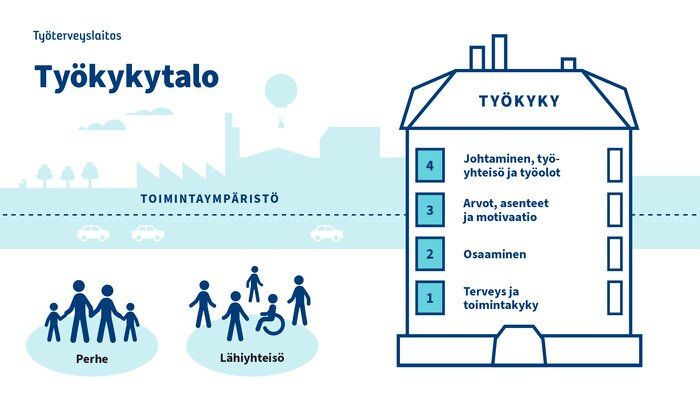 Työterveyslaitos
Työkykytalo
TOIMINTAYMPÄRISTÖ
Perhe
Lähiyhteisö
TYÖKYKY
4
Johtaminen, työ-
yhteisö ja työolot
3
Arvot, asenteet
ja motivaatio
2
Osaaminen
1
Terveys ja
toimintakyky